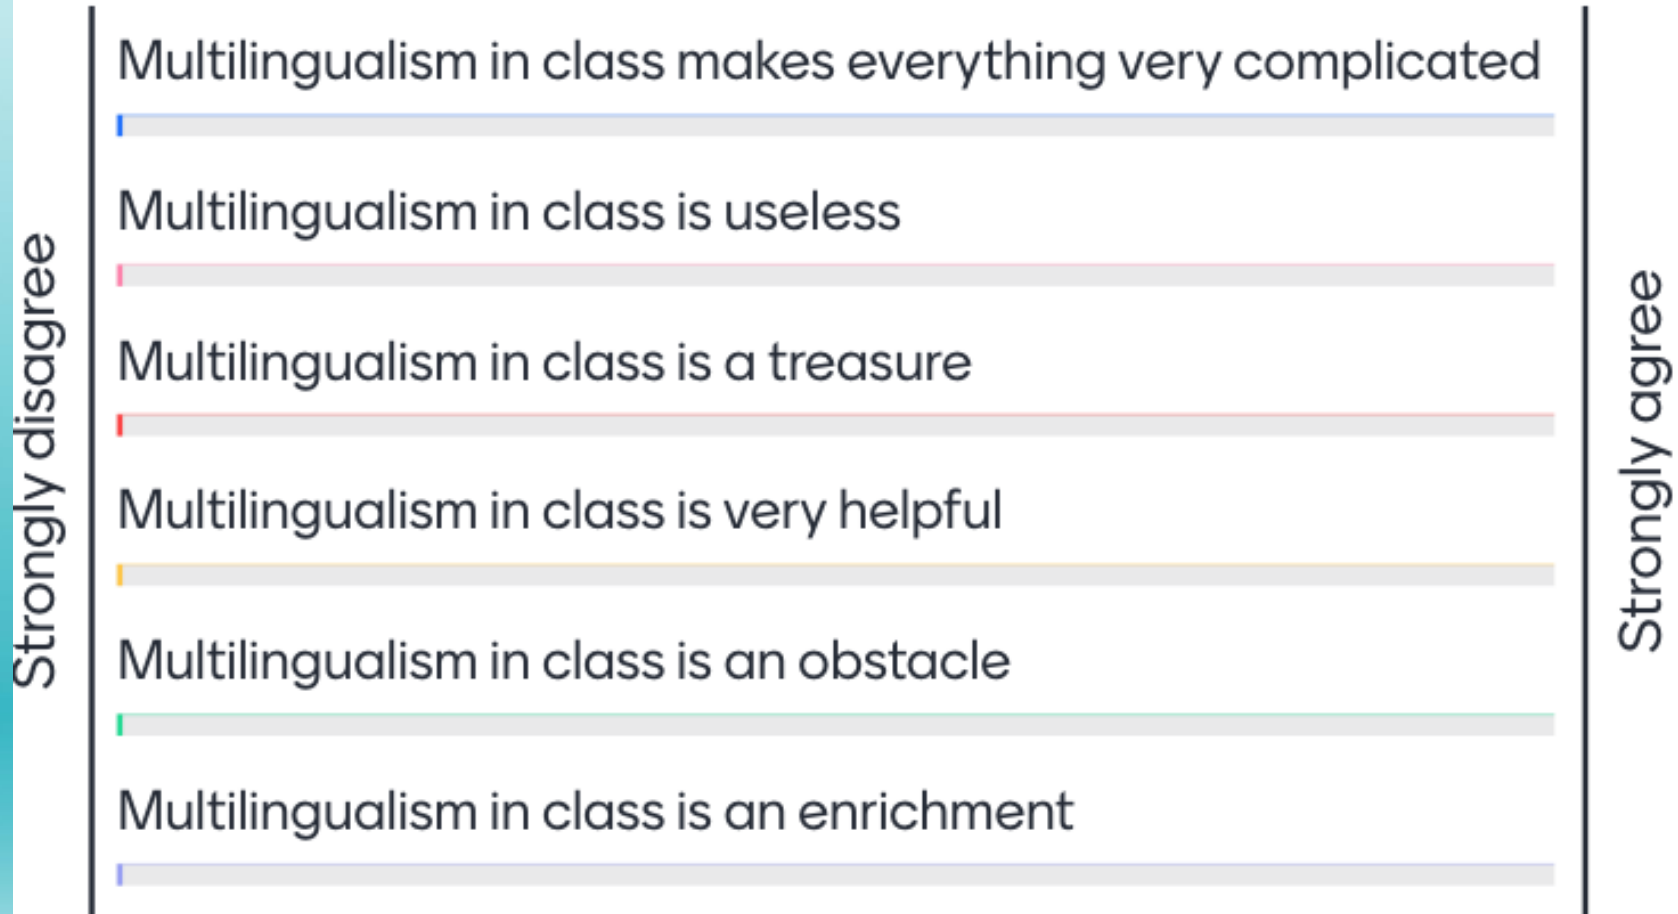 Strongly disagree
Multilingualism in class makes everything very complicated
Multilingualism in class is useless
Multilingualism in class is a treasure
Multilingualism in class is very helpful
Multilingualism in class is an obstacle
Multilingualism in class is an enrichment
Strongly agree